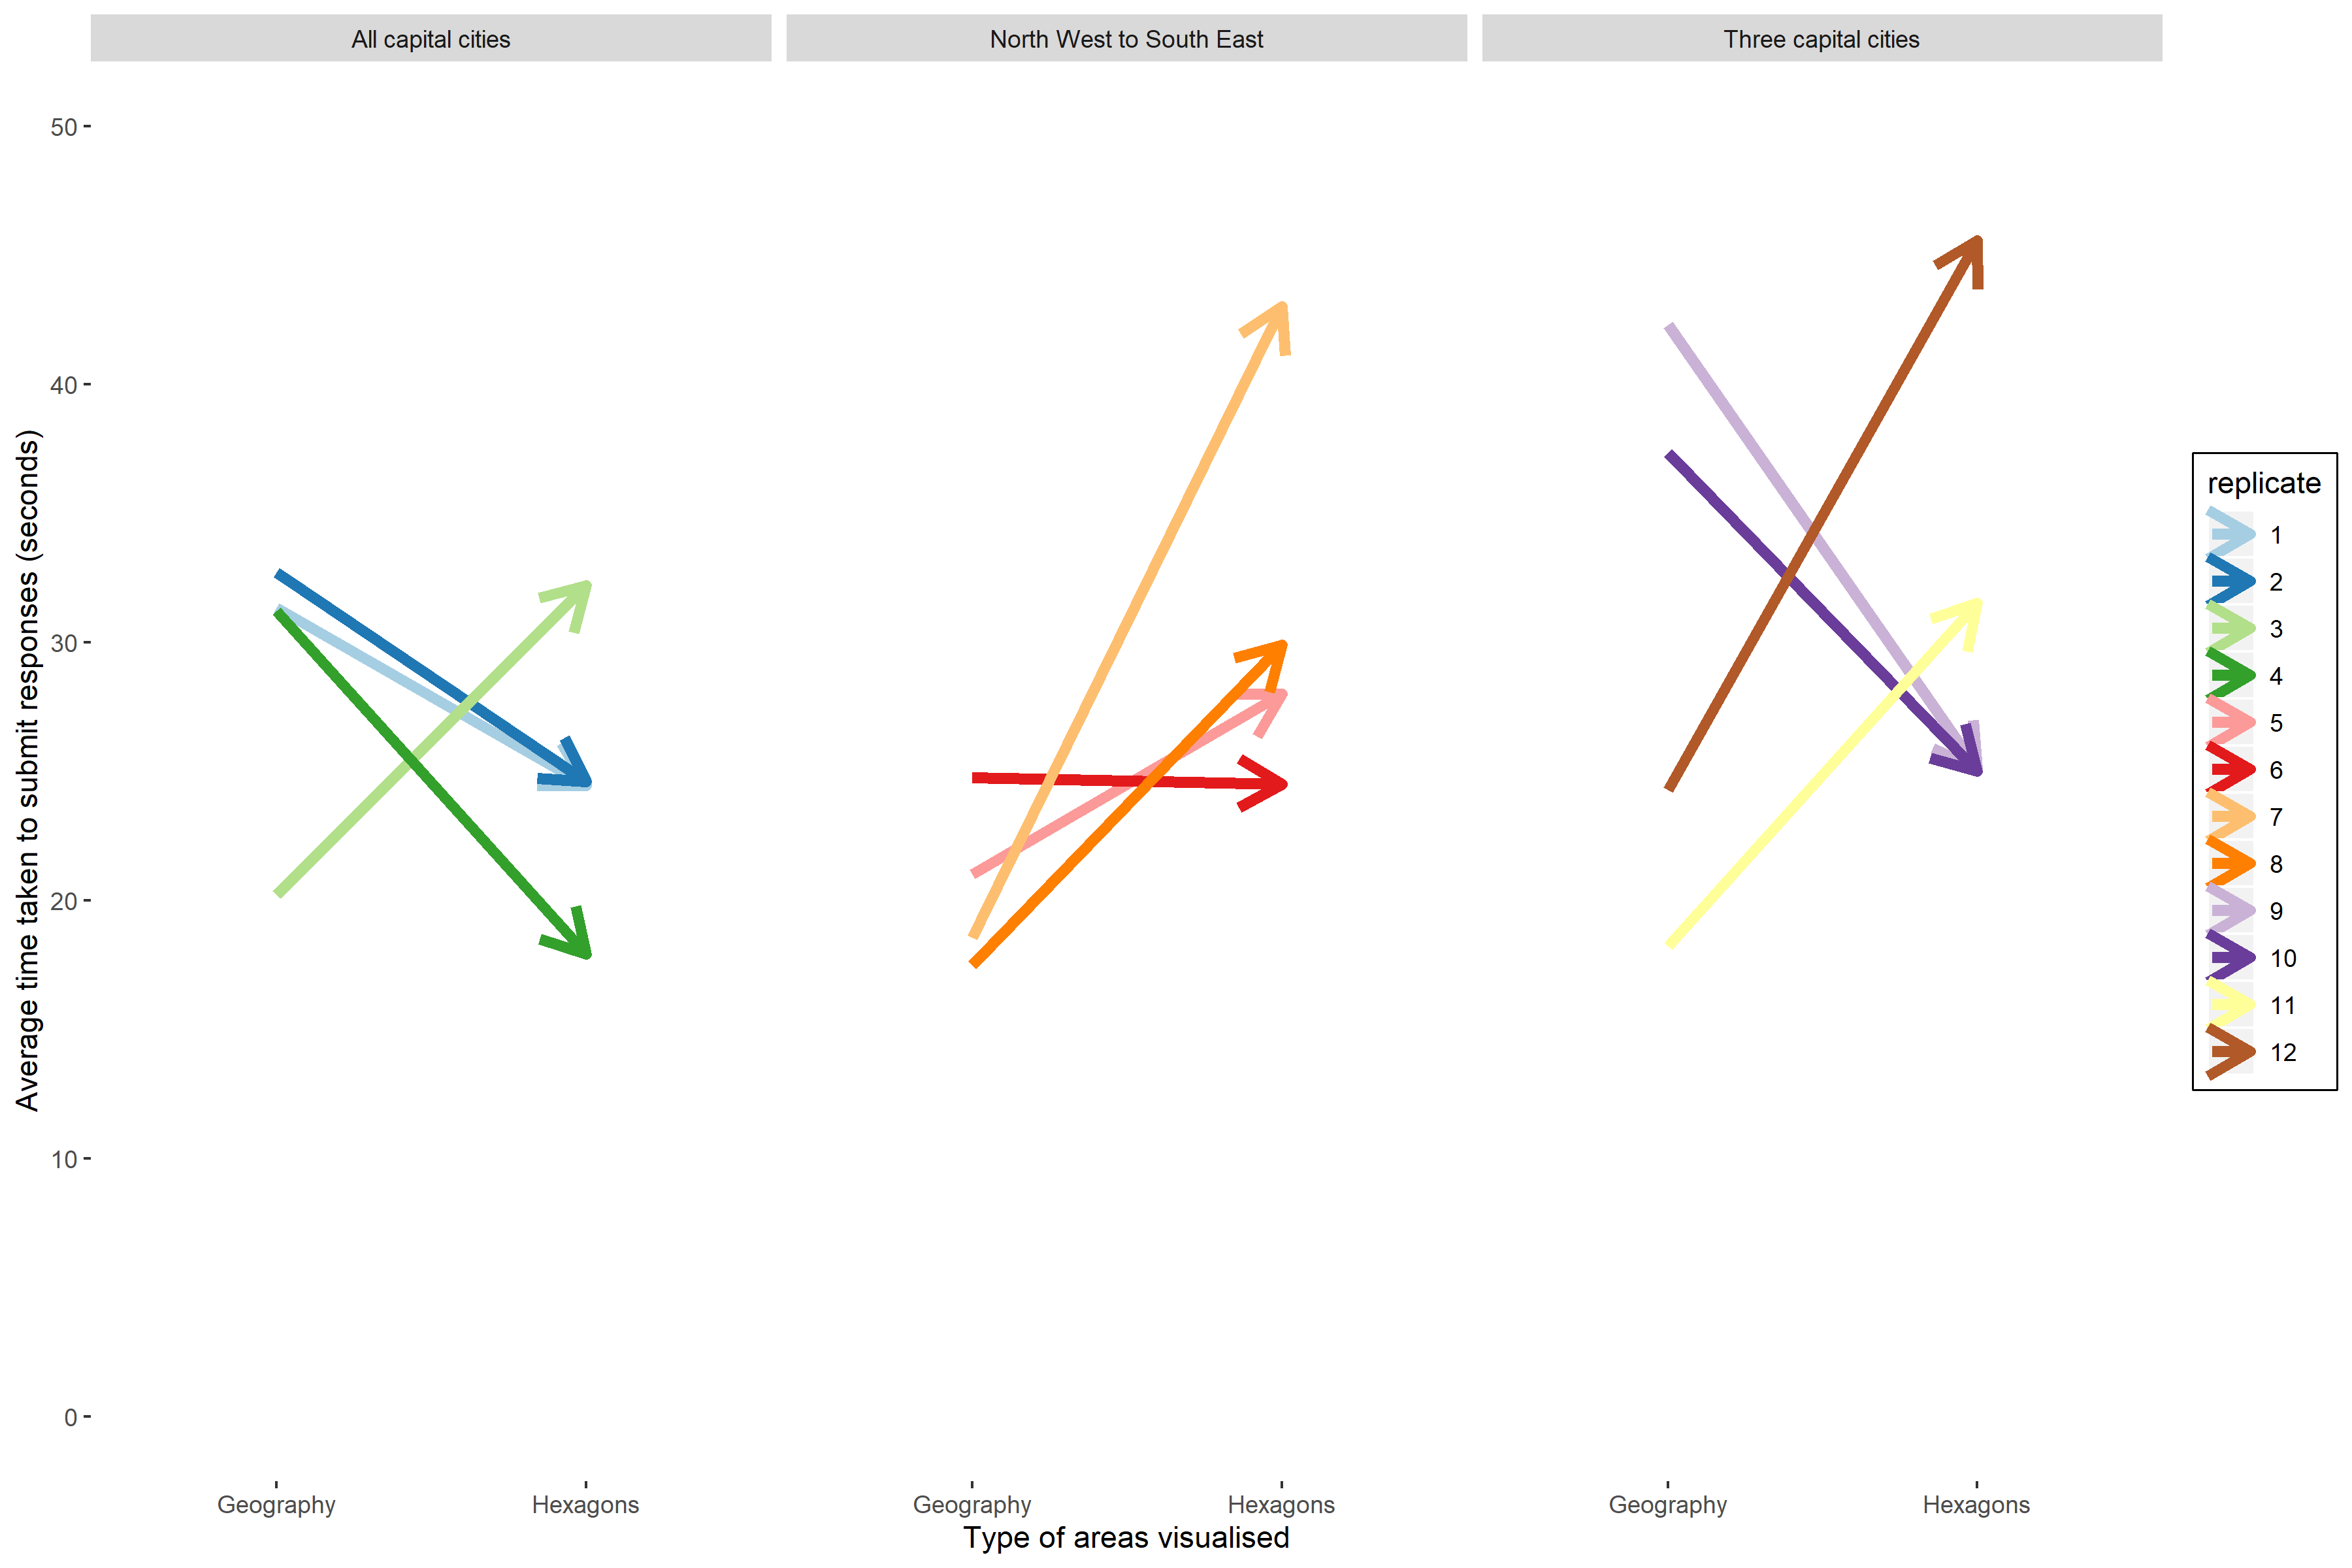 All capital cities
North West to South East
Three capital cities
Average time taken to submit responses (seconds)
50
40
30
20
10
0
Geography
Hexagons
Geography
Hexagons
Geography
Hexagons
Type of areas visualised
replicate
1
2
3
4
5
6
7
8
9
10
11
12